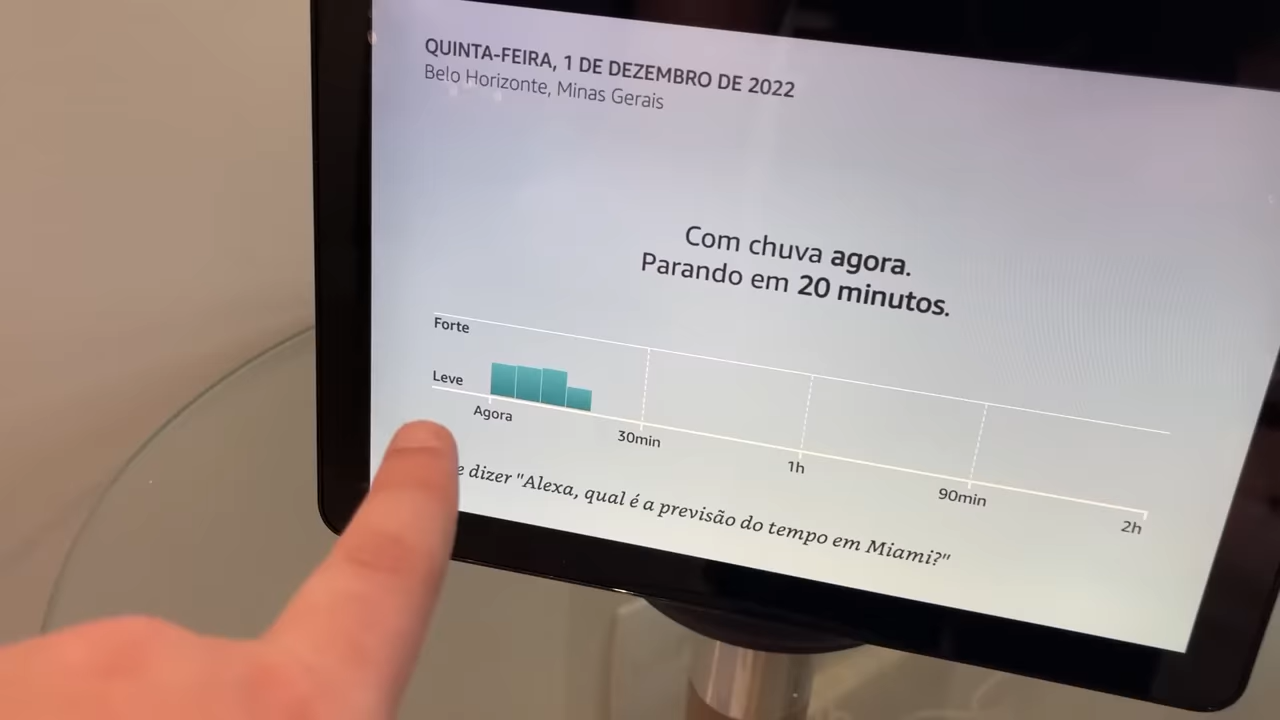 QUINTA-FEIRA, 1 DE DEZEMBRO DE 2022
Belo Horizonte, Minas Gerais
Com chuva agora.
Parando em 20 minutos.
Forte
Leve
Agora
30min
1h
90min
2h
dizer "Alexa, qual é a previsão do tempo em Miami?"